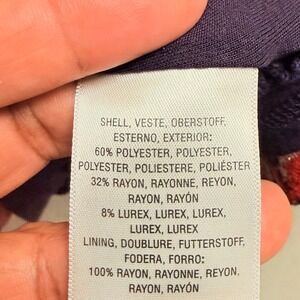 SHELL, VESTE, OBERSTOFF,
ESTERNO, EXTERIOR:
60% POLYESTER, POLYESTER,
POLYESTER, POLIESTERE, POLIÉSTER
32% RAYON, RAYONNE, REYON,
RAYON, RAYÓN
8% LUREX, LUREX, LUREX,
LUREX, LUREX
LINING, DOUBLURE, FUTTERSTOFF,
FODERA, FORRO:
100% RAYON, RAYONNE, REYON,
RAYON, RAYÓN